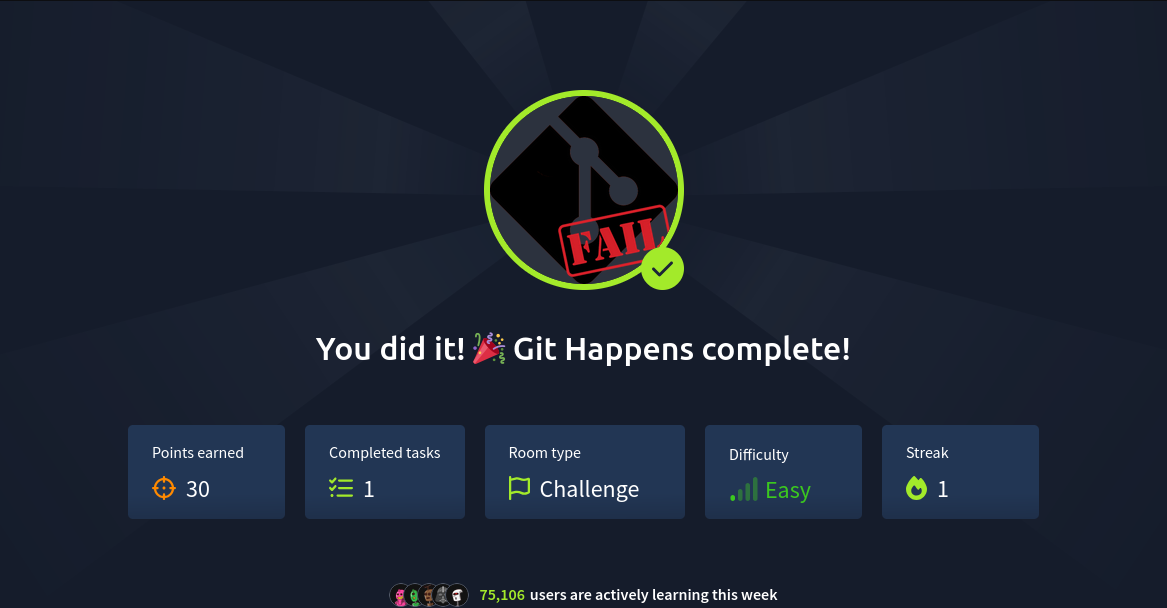 FAIL
You did it! 🎉 Git Happens complete!
Points earned
30
Completed tasks
1
Room type
Challenge
Difficulty
Easy
Streak
1
75,106 users are actively learning this week